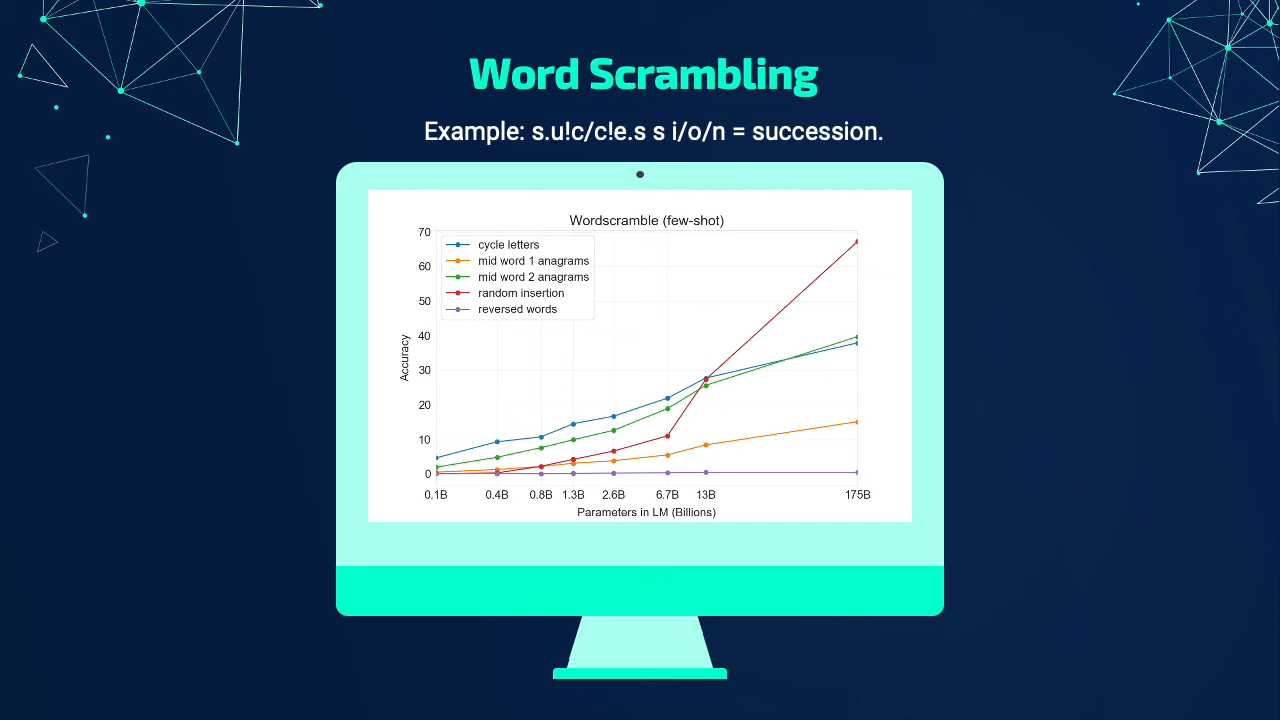 Word Scrambling
Example: s.u!c/c!e.s s i/o/n = succession.
Wordscramble (few-shot)
cycle letters
mid word 1 anagrams
mid word 2 anagrams
random insertion
reversed words
Accuracy
70
60
50
40
30
20
10
0
0.1B 0.4B 0.8B 1.3B 2.6B 6.7B 13B 175B
Parameters in LM (Billions)